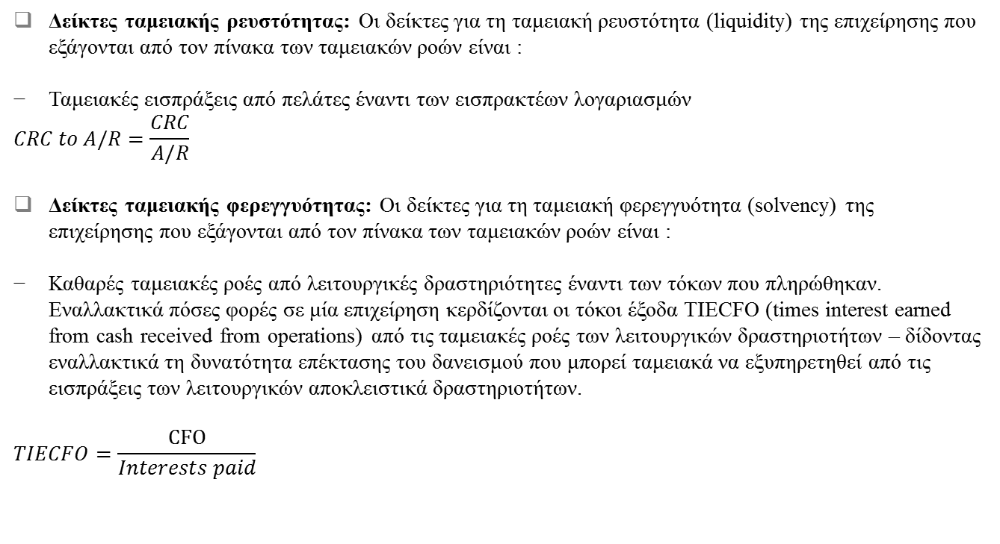 ❑ Δείκτες ταμειακής ρευστότητας: Οι δείκτες για τη ταμειακή ρευστότητα (liquidity) της επιχείρησης που
εξάγονται από τον πίνακα των ταμειακών ροών είναι :
− Ταμειακές εισπράξεις από πελάτες έναντι των εισπρακτέων λογαριασμών
CRC to A/R = CRC / A/R
❑ Δείκτες ταμειακής φερεγγυότητας: Οι δείκτες για τη ταμειακή φερεγγυότητα (solvency) της
επιχείρησης που εξάγονται από τον πίνακα των ταμειακών ροών είναι :
− Καθαρές ταμειακές ροές από λειτουργικές δραστηριότητες έναντι των τόκων που πληρώθηκαν.
Εναλλακτικά πόσες φορές σε μία επιχείρηση κερδίζονται οι τόκοι έξοδα TIECFO (times interest earned
from cash received from operations) από τις ταμειακές ροές των λειτουργικών δραστηριοτήτων – δίδοντας
εναλλακτικά τη δυνατότητα επέκτασης του δανεισμού που μπορεί ταμειακά να εξυπηρετηθεί από τις
εισπράξεις των λειτουργικών αποκλειστικά δραστηριοτήτων.
TIECFO = CFO / Interests paid